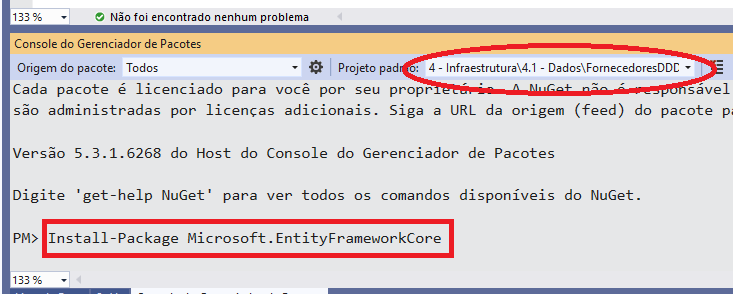 133 %
Não foi encontrado nenhum problema
Console do Gerenciador de Pacotes
Origem do pacote: Todos Projeto padrão: 4 - Infraestrutura\4.1 - Dados\FornecedoresDDD
Cada pacote é licenciado para você por seu proprietário. A NuGet não é responsável
são administradas por licenças adicionais. Siga a URL da origem (feed) do pacote pa
Versão 5.3.1.6268 do Host do Console do Gerenciador de Pacotes
Digite 'get-help NuGet' para ver todos os comandos disponíveis do NuGet.
PM> Install-Package Microsoft.EntityFrameworkCore
133 %